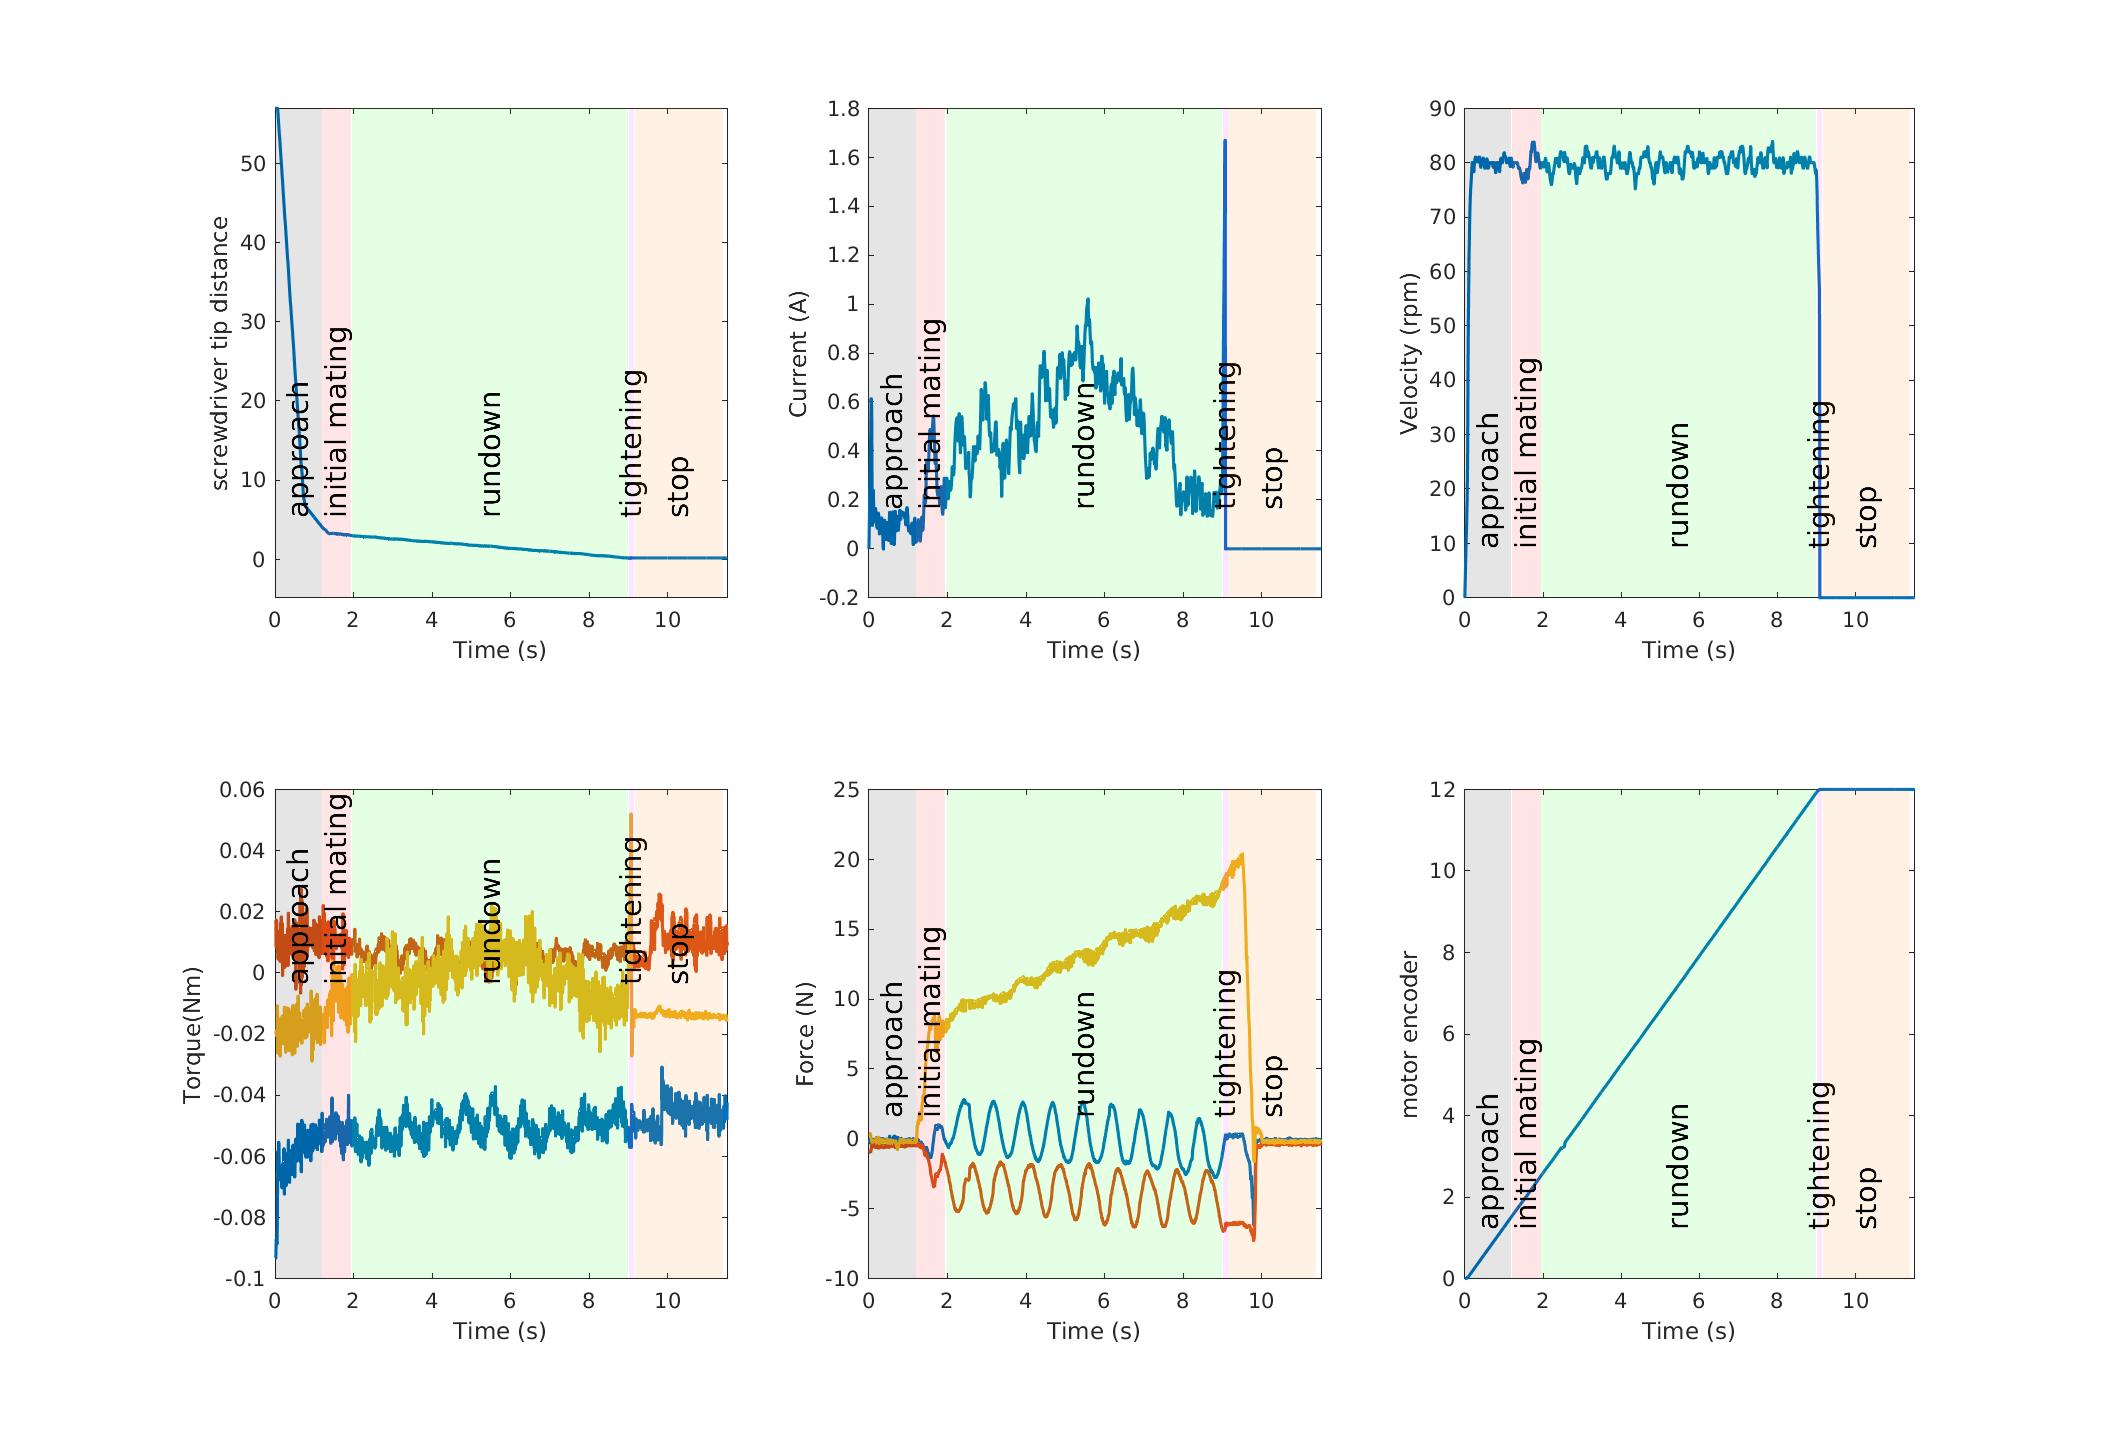 screwdriver tip distance
50
40
30
20
10
0
approach
initial mating
rundown
tightening
stop
0 2 4 6 8 10
Time (s)
Current (A)
1.8
1.6
1.4
1.2
1
0.8
0.6
0.4
0.2
0
-0.2
approach
initial mating
rundown
tightening
stop
0 2 4 6 8 10
Time (s)
Velocity (rpm)
90
80
70
60
50
40
30
20
10
0
approach
initial mating
rundown
tightening
stop
0 2 4 6 8 10
Time (s)
Torque(Nm)
0.06
0.04
0.02
0
-0.02
-0.04
-0.06
-0.08
-0.1
approach
initial mating
rundown
tightening
stop
0 2 4 6 8 10
Time (s)
Force (N)
25
20
15
10
5
0
-5
-10
approach
initial mating
rundown
tightening
stop
0 2 4 6 8 10
Time (s)
motor encoder
12
10
8
6
4
2
0
approach
initial mating
rundown
tightening
stop
0 2 4 6 8 10
Time (s)